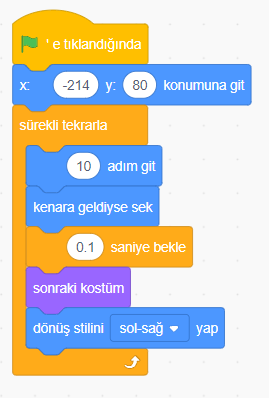 ' e tıklandığında
x: -214 y: 80 konumuna git
sürekli tekrarla
10 adım git
kenara geldiyse sek
0.1 saniye bekle
sonraki kostüm
dönüş stilini sol-sağ yap